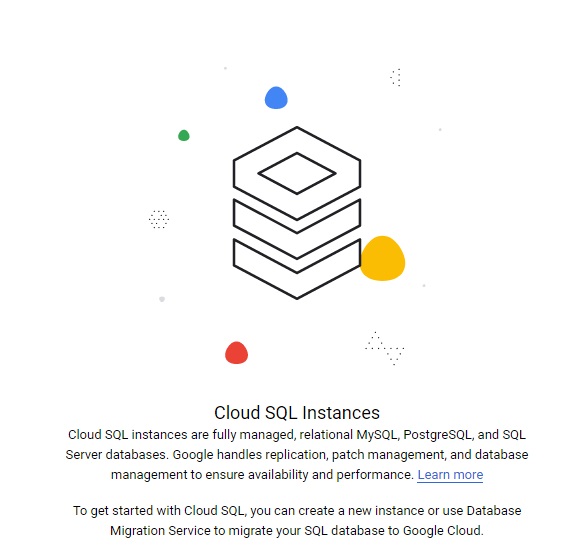 Cloud SQL Instances
Cloud SQL instances are fully managed, relational MySQL, PostgreSQL, and SQL
Server databases. Google handles replication, patch management, and database
management to ensure availability and performance. Learn more
To get started with Cloud SQL, you can create a new instance or use Database
Migration Service to migrate your SQL database to Google Cloud.